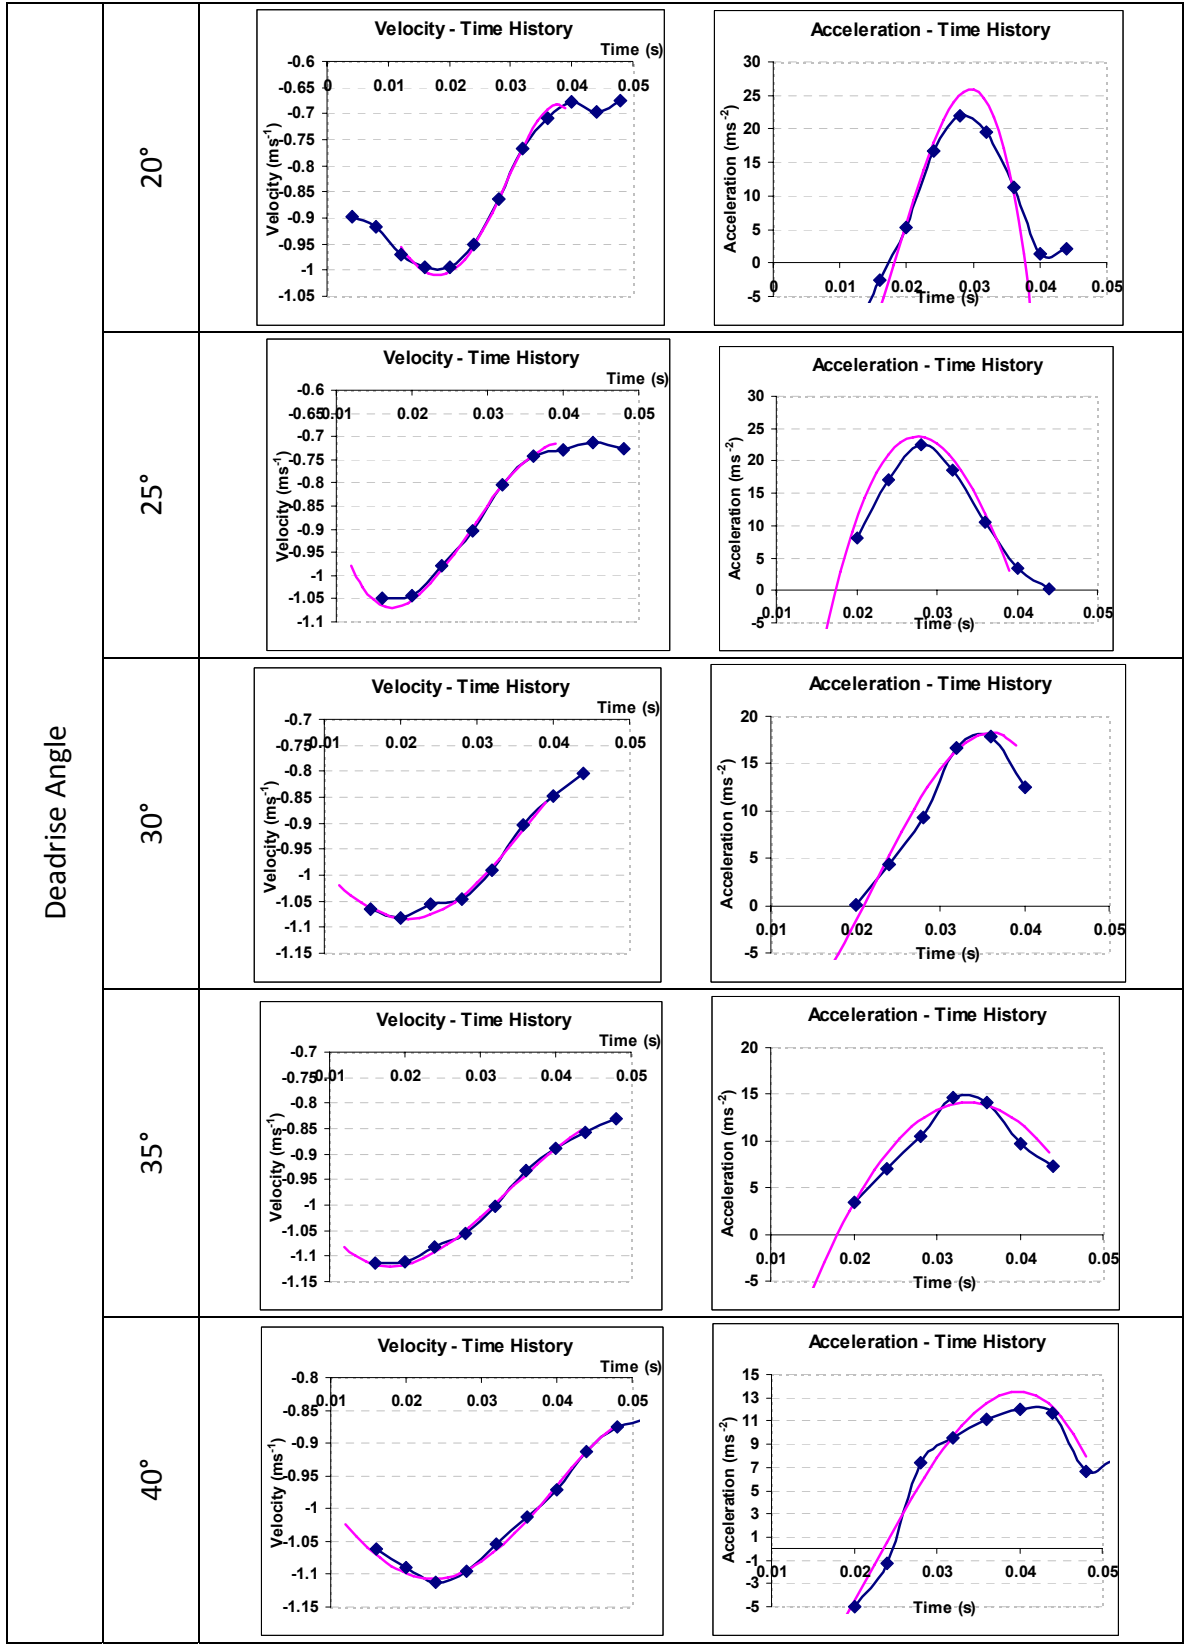 Deadrise Angle
20°
Velocity - Time History
Time (s)
-0.6
-0.65
-0.7
-0.75
-0.8
-0.85
-0.9
-0.95
-1
-1.05
0 0.01 0.02 0.03 0.04 0.05
Velocity (ms-1)
Acceleration - Time History
30
25
20
15
10
5
0
-5
0 0.01 0.02 0.03 0.04 0.05
Time (s)
Acceleration (ms-2)
25°
Velocity - Time History
Time (s)
-0.6
-0.65
-0.7
-0.75
-0.8
-0.85
-0.9
-0.95
-1
-1.05
-1.1
0.01 0.02 0.03 0.04 0.05
Velocity (ms-1)
Acceleration - Time History
30
25
20
15
10
5
0
-5
0.01 0.02 0.03 0.04 0.05
Time (s)
Acceleration (ms-2)
30°
Velocity - Time History
Time (s)
-0.7
-0.75
-0.8
-0.85
-0.9
-0.95
-1
-1.05
-1.1
-1.15
0.01 0.02 0.03 0.04 0.05
Velocity (ms-1)
Acceleration - Time History
20
15
10
5
0
-5
0.01 0.02 0.03 0.04 0.05
Time (s)
Acceleration (ms-2)
35°
Velocity - Time History
Time (s)
-0.7
-0.75
-0.8
-0.85
-0.9
-0.95
-1
-1.05
-1.1
-1.15
0.01 0.02 0.03 0.04 0.05
Velocity (ms-1)
Acceleration - Time History
20
15
10
5
0
-5
0.01 0.02 0.03 0.04 0.05
Time (s)
Acceleration (ms-2)
40°
Velocity - Time History
Time (s)
-0.8
-0.85
-0.9
-0.95
-1
-1.05
-1.1
-1.15
0.01 0.02 0.03 0.04 0.05
Velocity (ms-1)
Acceleration - Time History
15
13
11
9
7
5
3
1
-1
-3
-5
0.01 0.02 0.03 0.04 0.05
Time (s)
Acceleration (ms-2)